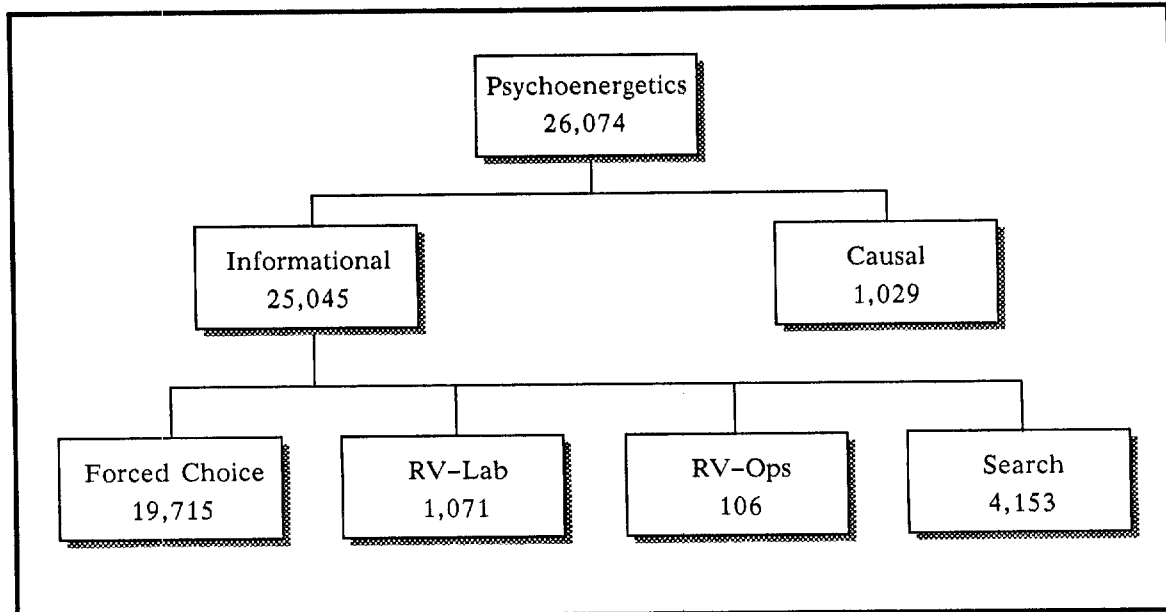 Psychoenergetics
26,074
Informational
25,045
Causal
1,029
Forced Choice
19,715
RV-Lab
1,071
RV-Ops
106
Search
4,153